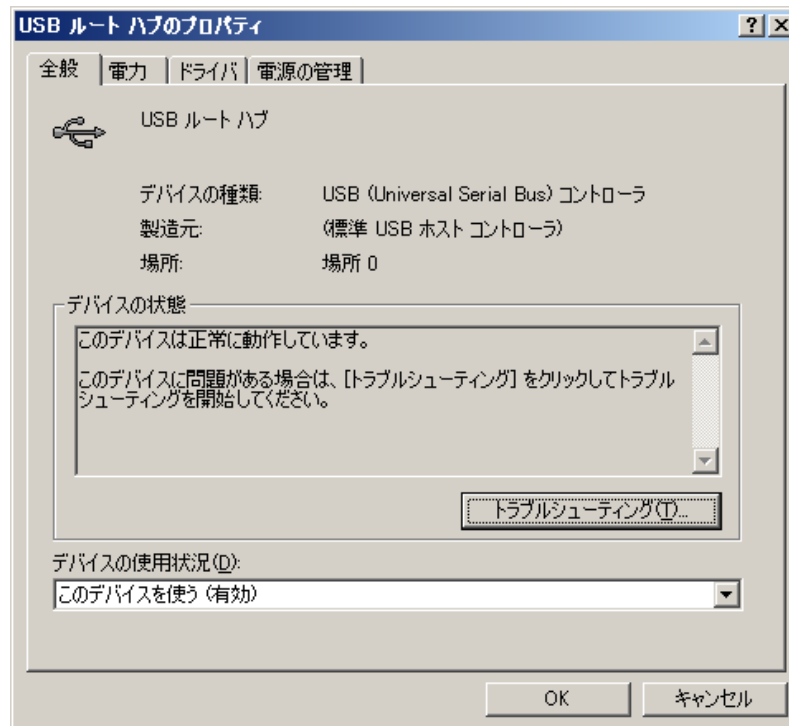 USB ルート ハブのプロパティ
全般 電力 ドライバ 電源の管理
USB ルート ハブ
デバイスの種類: USB (Universal Serial Bus) コントローラ
製造元: (標準 USB ホスト コントローラ)
場所: 場所 0
デバイスの状態
このデバイスは正常に動作しています。
このデバイスに問題がある場合は、[トラブルシューティング] をクリックしてトラブル
シューティングを開始してください。
トラブルシューティング(T)...
デバイスの使用状況(D):
このデバイスを使う (有効)
OK キャンセル